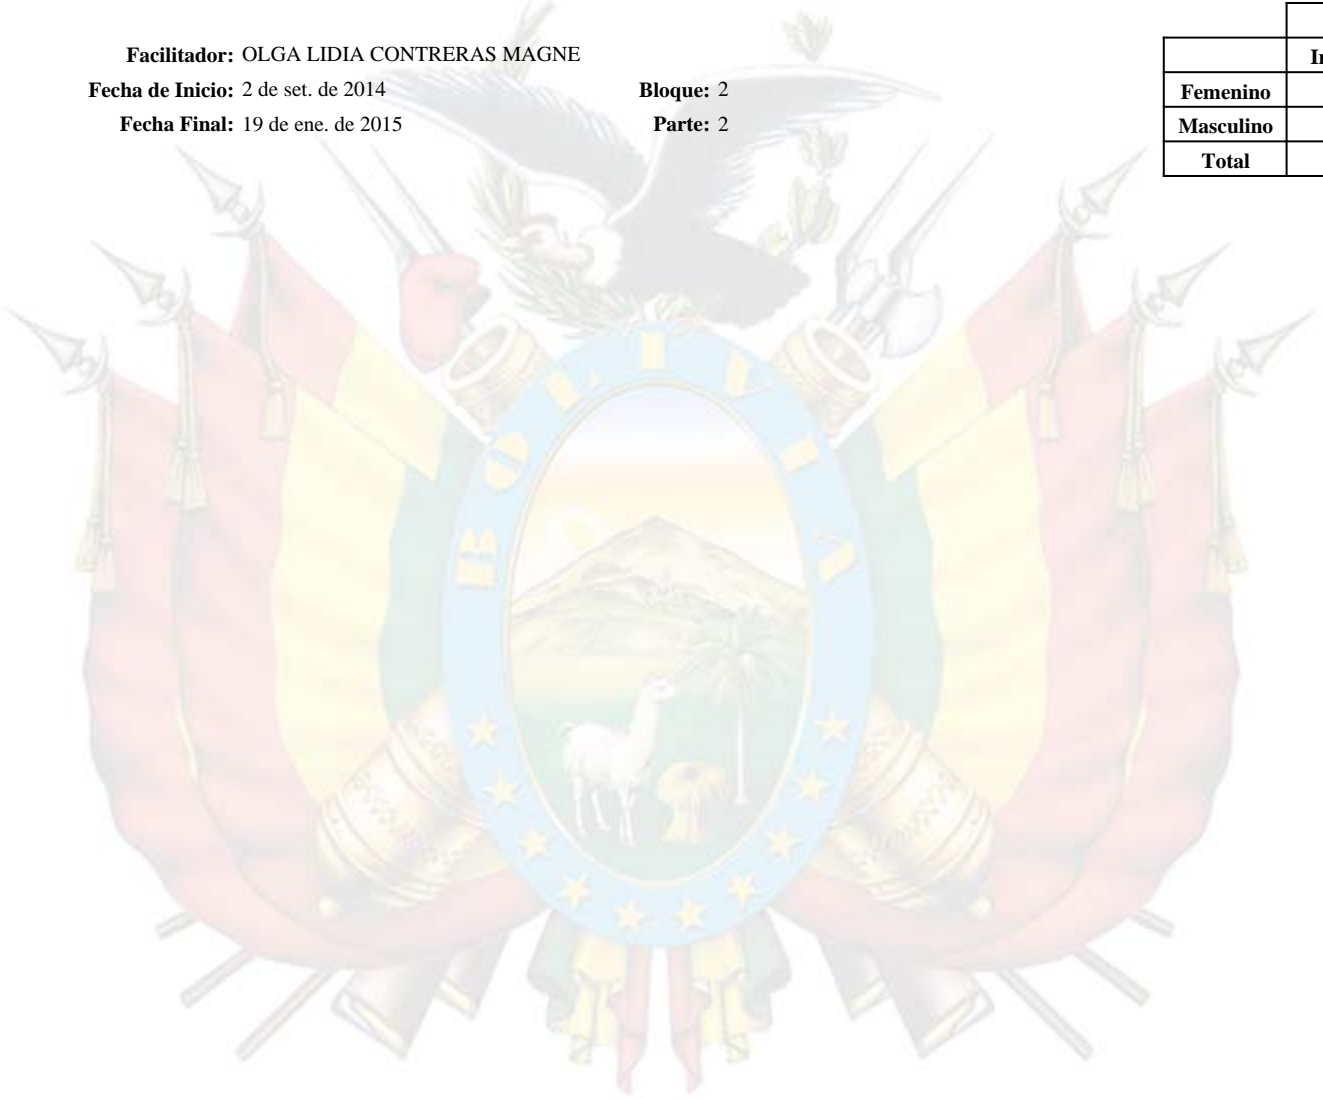 Facilitador: OLGA LIDIA CONTRERAS MAGNE
Fecha de Inicio: 2 de set. de 2014 Bloque: 2
Fecha Final: 19 de ene. de 2015 Parte: 2
Femenino
Masculino
Total
BOLIVIA